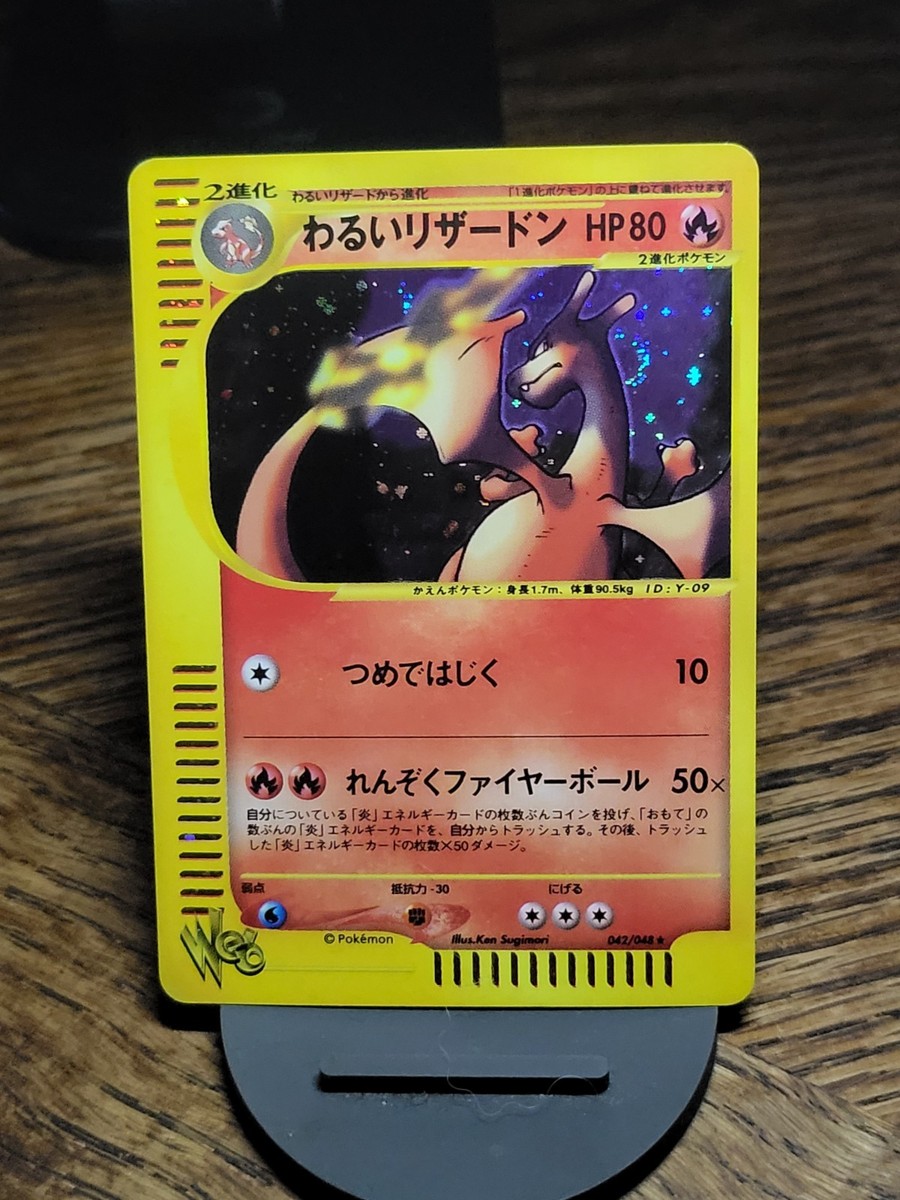 2進化 わるいリザードから進化 「1進化ポケモン」の上に重ねて進化させます。
わるいリザードン HP80
2進化ポケモン
かえんポケモン：身長1.7m、体重90.5kg ID:Y-09
つめではじく 10
れんぞくファイヤーボール 50×
自分についている「炎」エネルギーカードの枚数ぶんコインを投げ、「おもて」の
数ぶんの「炎」エネルギーカードを、自分からトラッシュする。その後、トラッシュ
した「炎」エネルギーカードの枚数×50ダメージ。
弱点 抵抗力-30 にげる
Web © Pokémon Illus.Ken Sugimori 042/048★